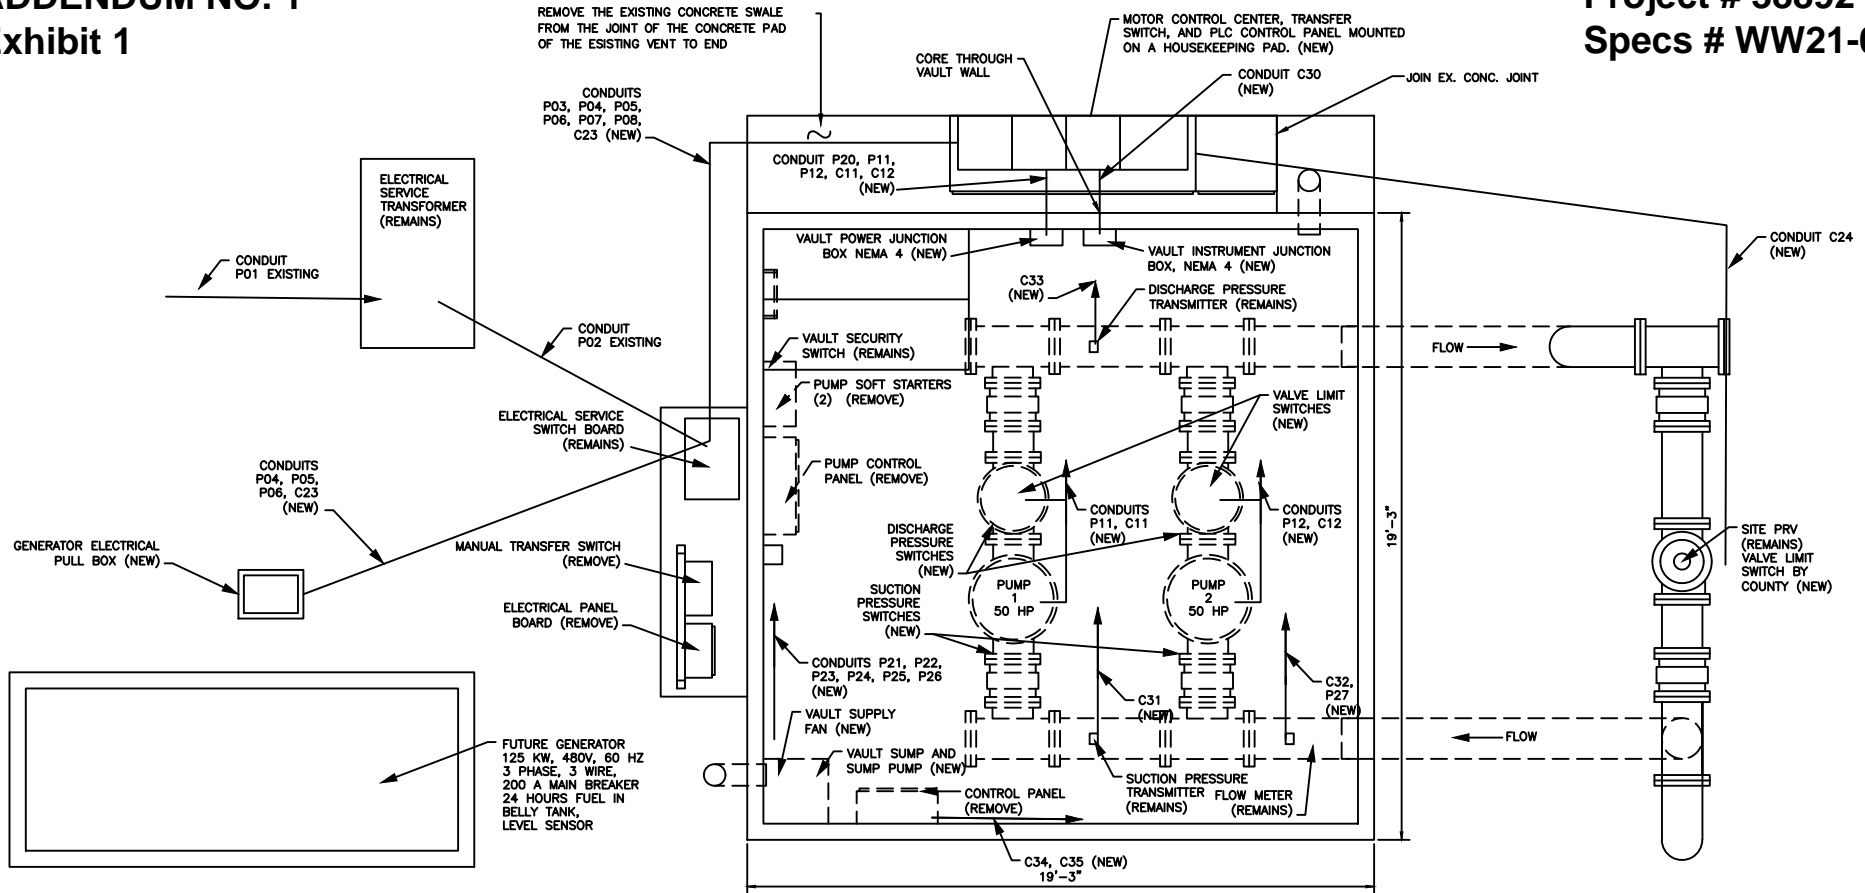 Exhibit 1
Project # 38892
REMOVE THE EXISTING CONCRETE SWALE
FROM THE JOINT OF THE CONCRETE PAD
OF THE ESISTING VENT TO END
MOTOR CONTROL CENTER, TRANSFER
SWITCH, AND PLC CONTROL PANEL MOUNTED
ON A HOUSEKEEPING PAD. (NEW)
CORE THROUGH
VAULT WALL
CONDUIT C30
(NEW)
JOIN EX. CONC. JOINT
CONDUITS
P03, P04, P05,
P06, P07, P08,
C23 (NEW)
CONDUIT P20, P11,
P12, C11, C12
(NEW)
ELECTRICAL
SERVICE
TRANSFORMER
(REMAINS)
VAULT POWER JUNCTION
BOX NEMA 4 (NEW)
VAULT INSTRUMENT JUNCTION
BOX, NEMA 4 (NEW)
CONDUIT C24
(NEW)
CONDUIT
P01 EXISTING
C33
(NEW)
DISCHARGE PRESSURE
TRANSMITTER (REMAINS)
CONDUIT
P02 EXISTING
VAULT SECURITY
SWITCH (REMAINS)
FLOW
PUMP SOFT STARTERS
(2) (REMOVE)
ELECTRICAL SERVICE
SWITCH BOARD
(REMAINS)
VALVE LIMIT
SWITCHES
(NEW)
CONDUITS
P04, P05,
P06, C23
(NEW)
PUMP CONTROL
PANEL (REMOVE)
CONDUITS
P11, C11
(NEW)
CONDUITS
P12, C12
(NEW)
19'-3"
DISCHARGE
PRESSURE
SWITCHES
(NEW)
SITE PRV
(REMAINS)
VALVE LIMIT
SWITCH BY
COUNTY (NEW)
GENERATOR ELECTRICAL
PULL BOX (NEW)
MANUAL TRANSFER SWITCH
(REMOVE)
SUCTION
PRESSURE
SWITCHES
(NEW)
PUMP
1
50 HP
PUMP
2
50 HP
ELECTRICAL PANEL
BOARD (REMOVE)
CONDUITS P21, P22,
P23, P24, P25, P26
(NEW)
C31
(NEW)
C32,
P27
(NEW)
VAULT SUPPLY
FAN (NEW)
FLOW
FUTURE GENERATOR
125 KW, 480V, 60 HZ
3 PHASE, 3 WIRE,
200 A MAIN BREAKER
24 HOURS FUEL IN
BELLY TANK,
LEVEL SENSOR
VAULT SUMP AND
SUMP PUMP (NEW)
CONTROL PANEL
(REMOVE)
SUCTION PRESSURE
TRANSMITTER
(REMAINS)
FLOW METER
(REMAINS)
C34, C35 (NEW)
19'-3"